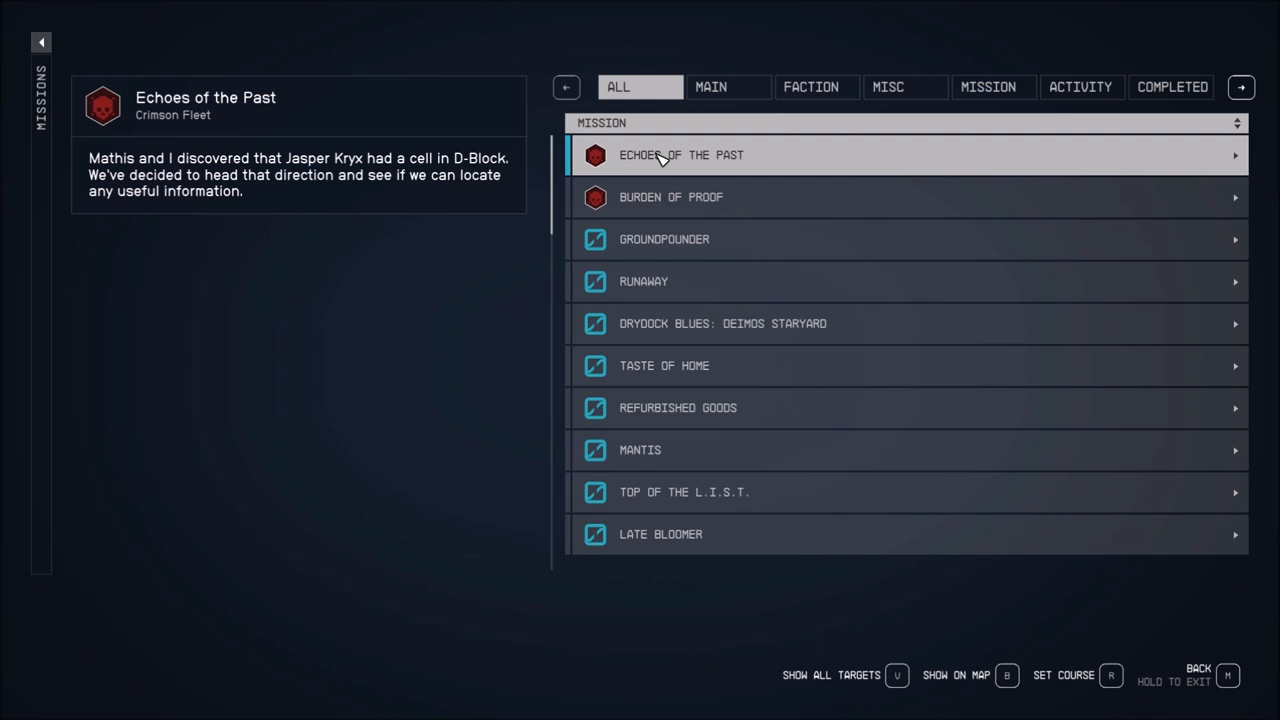 MISSIONS
Echoes of the Past
Crimson Fleet
Mathis and I discovered that Jasper Kryx had a cell in D-Block.
We've decided to head that direction and see if we can locate
any useful information.
ALL MAIN FACTION MISC MISSION ACTIVITY COMPLETED
MISSION
ECHOES OF THE PAST
BURDEN OF PROOF
GROUNDPOUNDER
RUNAWAY
DRYDOCK BLUES: DEIMOS STARYARD
TASTE OF HOME
REFURBISHED GOODS
MANTIS
TOP OF THE L.I.S.T.
LATE BLOOMER
SHOW ALL TARGETS V SHOW ON MAP B SET COURSE R BACK M
HOLD TO EXIT